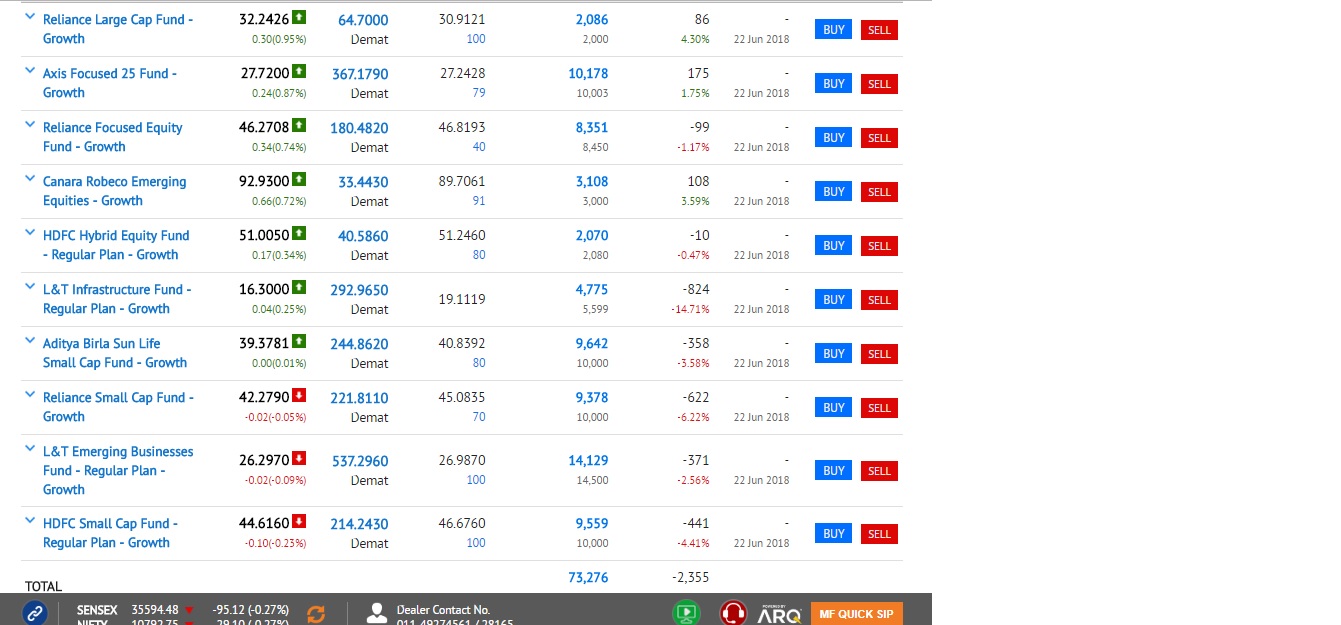 Reliance Large Cap Fund - 32.2426 64.7000 30.9121 2,086 86 - BUY SELL
Growth 0.30(0.95%) Demat 100 2,000 4.30% 22 Jun 2018
Axis Focused 25 Fund - 27.7200 367.1790 27.2428 10,178 175 - BUY SELL
Growth 0.24(0.87%) Demat 79 10,003 1.75% 22 Jun 2018
Reliance Focused Equity 46.2708 180.4820 46.8193 8,351 -99 - BUY SELL
Fund - Growth 0.34(0.74%) Demat 40 8,450 -1.17% 22 Jun 2018
Canara Robeco Emerging 92.9300 33.4430 89.7061 3,108 108 - BUY SELL
Equities - Growth 0.66(0.72%) Demat 91 3,000 3.59% 22 Jun 2018
HDFC Hybrid Equity Fund 51.0050 40.5860 51.2460 2,070 -10 - BUY SELL
- Regular Plan - Growth 0.17(0.34%) Demat 80 2,080 -0.47% 22 Jun 2018
L&T Infrastructure Fund - 16.3000 292.9650 19.1119 4,775 -824 - BUY SELL
Regular Plan - Growth 0.04(0.25%) Demat 5,599 -14.71% 22 Jun 2018
Aditya Birla Sun Life 39.3781 244.8620 40.8392 9,642 -358 - BUY SELL
Small Cap Fund - Growth 0.00(0.01%) Demat 80 10,000 -3.58% 22 Jun 2018
Reliance Small Cap Fund - 42.2790 221.8110 45.0835 9,378 -622 - BUY SELL
Growth -0.02(-0.05%) Demat 70 10,000 -6.22% 22 Jun 2018
L&T Emerging Businesses
Fund - Regular Plan - 26.2970 537.2960 26.9870 14,129 -371 - BUY SELL
Growth -0.02(-0.09%) Demat 100 14,500 -2.56% 22 Jun 2018
HDFC Small Cap Fund - 44.6160 214.2430 46.6760 9,559 -441 - BUY SELL
Regular Plan - Growth -0.10(-0.23%) Demat 100 10,000 -4.41% 22 Jun 2018
TOTAL 73,276 -2,355
SENSEX 35594.48 -95.12 (-0.27%) Dealer Contact No. POWERED BY ARQ MF QUICK SIP
NIFTY 10792.75 29.10 (-0.27%) 011-49274561 / 28165